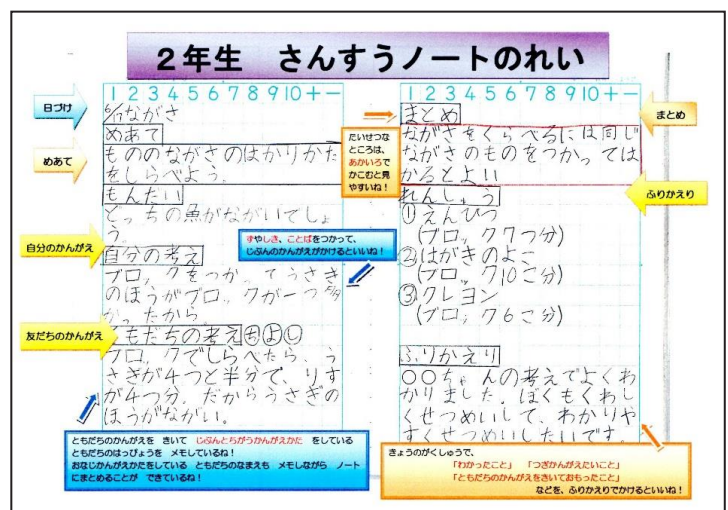 2年生 さんすうノートのれい
日づけ
めあて
自分のかんがえ
友だちのかんがえ
1 2 3 4 5 6 7 8 9 10 + −
6/17ながさ
めあて
もののながさのはかりかた
をしらべよう。
もんだい
どっちの魚がながいでしょ
う。
自分の考え
ブロックをつかってうさぎ
のほうがブロックが一つ多
かったから
ともだちの考え
ブロックでしらべたら、う
さぎが4つと半分で、りす
が4つ分。だからうさぎの
ほうがながい。
ずやしき、ことばをつかって、
じぶんのかんがえがかけるといいね!
ともだちのかんがえを きいて じぶんとちがうかんがえかた をしている
ともだちのはっぴょうを メモしているね!
おなじかんがえかたをしている ともだちのなまえも メモしながら ノート
にまとめることが できているね!
たいせつな
ところは、
あかいろで
かこむと見
やすいね!
1 2 3 4 5 6 7 8 9 10 + −
まとめ
ながさをくらべるには同じ
ながさのものをつかっては
かるとよい
れんしゅう
①えんぴつ
(ブロック7つ分)
②はがきのよこ
(ブロック10こ分)
③クレヨン
(ブロック6こ分)
ふりかえり
○○ちゃんの考えでよくわ
かりました。ぼくもくわし
くせつめいして、わかりや
すくせつめいしたいです。
まとめ
ふりかえり
きょうのがくしゅうで、
「わかったこと」 「つぎかんがえたいこと」
「ともだちのかんがえをきいておもったこと」
などを、ふりかえりでかけるといいね!